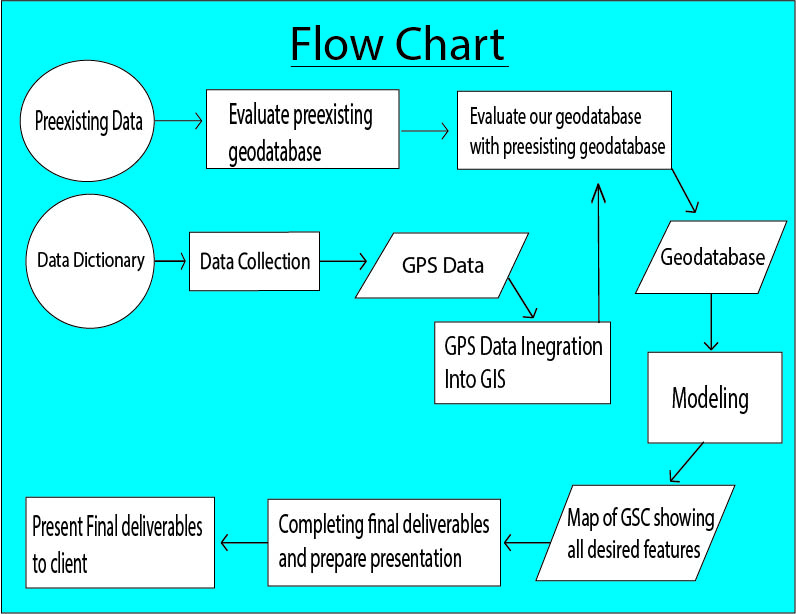 Flow Chart
Preexisting Data
Evaluate preexisting
geodatabase
Evaluate our geodatabase
with preesisting geodatabase
Data Dictionary
Data Collection
GPS Data
Geodatabase
GPS Data Inegration
Into GIS
Modeling
Map of GSC showing
all desired features
Completing final deliverables
and prepare presentation
Present Final deliverables
to client